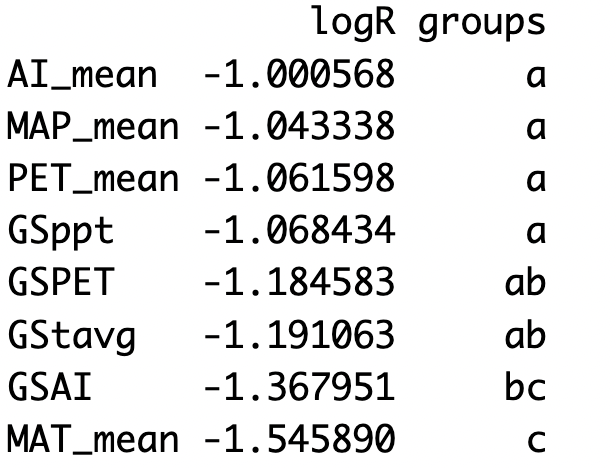 logR groups
AI_mean -1.000568 a
MAP_mean -1.043338 a
PET_mean -1.061598 a
GSppt -1.068434 a
GSPET -1.184583 ab
GStavg -1.191063 ab
GSAI -1.367951 bc
MAT_mean -1.545890 c